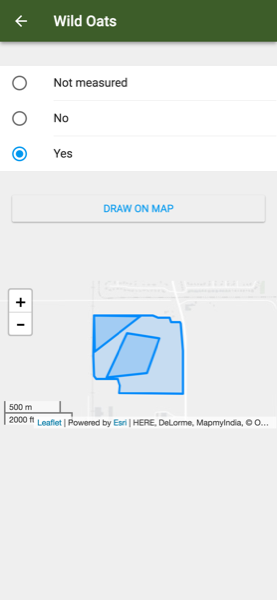 Wild Oats
Not measured
No
Yes
DRAW ON MAP
+
-
500 m
2000 ft
Leaflet | Powered by Esri | HERE, DeLorme, MapmyIndia, © O...